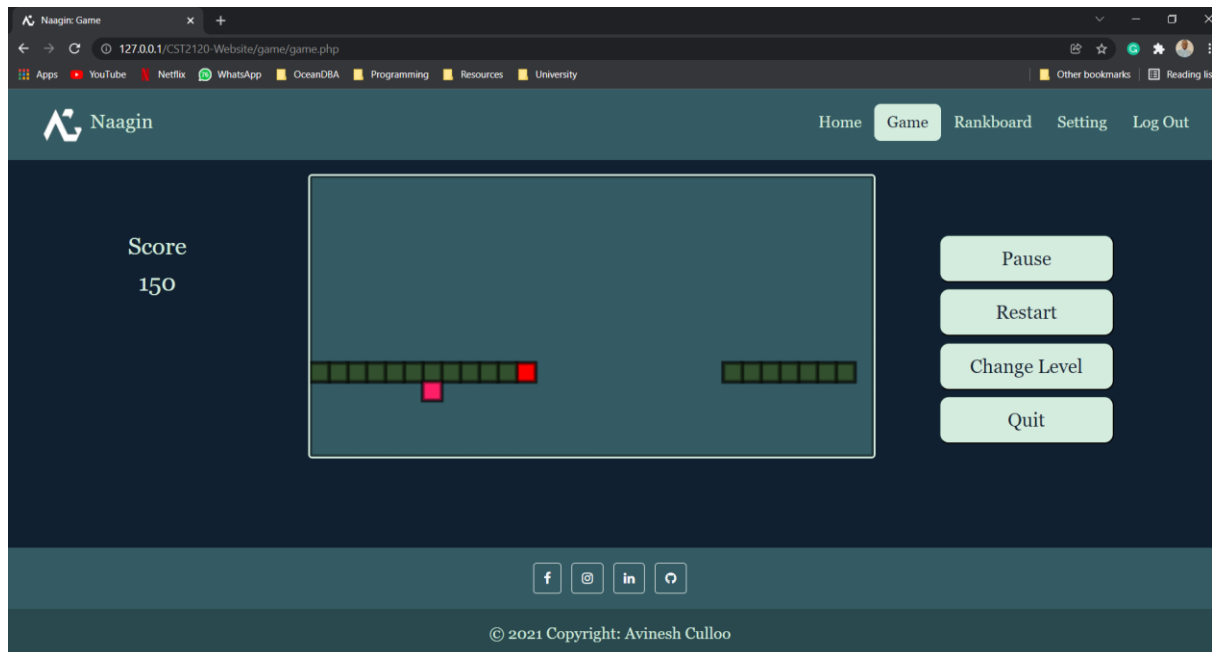 Naagin: Game
127.0.0.1/CST2120-Website/game/game.php
Apps YouTube Netflix WhatsApp OceanDBA Programming Resources University Other bookmarks Reading lis
Naagin Home Game Rankboard Setting Log Out
Score
150
Pause
Restart
Change Level
Quit
© 2021 Copyright: Avinesh Culloo